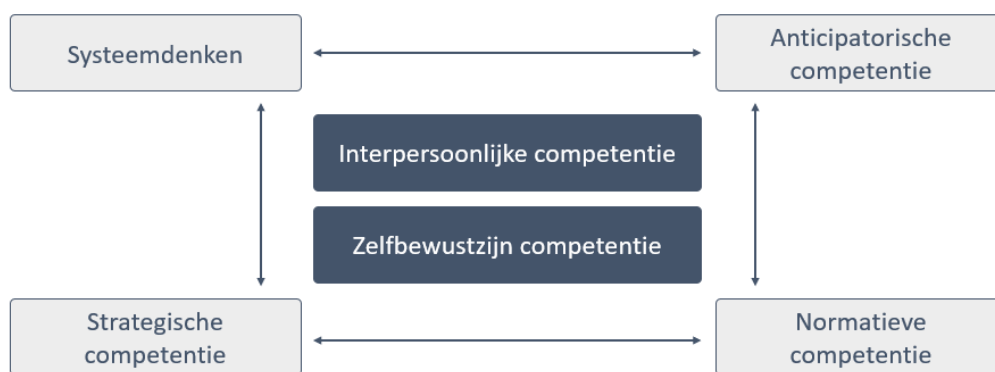 Systeemdenken
Anticipatorische
competentie
Interpersoonlijke competentie
Zelfbewustzijn competentie
Strategische
competentie
Normatieve
competentie